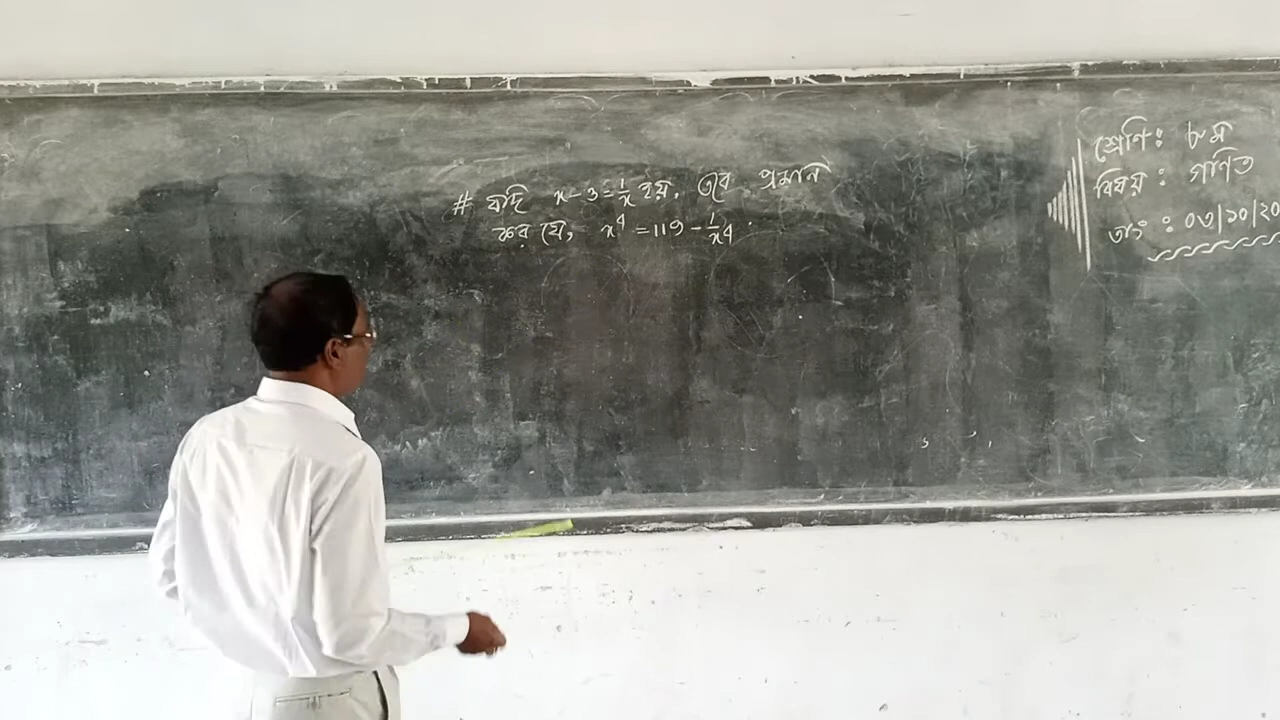 # যদি x-3=1/x হয়, তবে প্রমান
কর যে, x⁴ =119-1/x4.
শ্রেণি: ৮ম
বিষয়: গণিত
তাং: ০৩/১০/২০